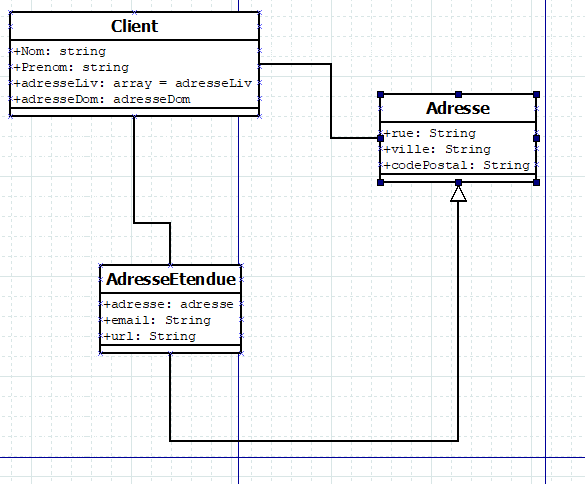 Client
+Nom: string
+Prenom: string
+adresseLiv: array = adresseLiv
+adresseDom: adresseDom
Adresse
+rue: String
+ville: String
+codePostal: String
AdresseEtendue
+adresse: adresse
+email: String
+url: String